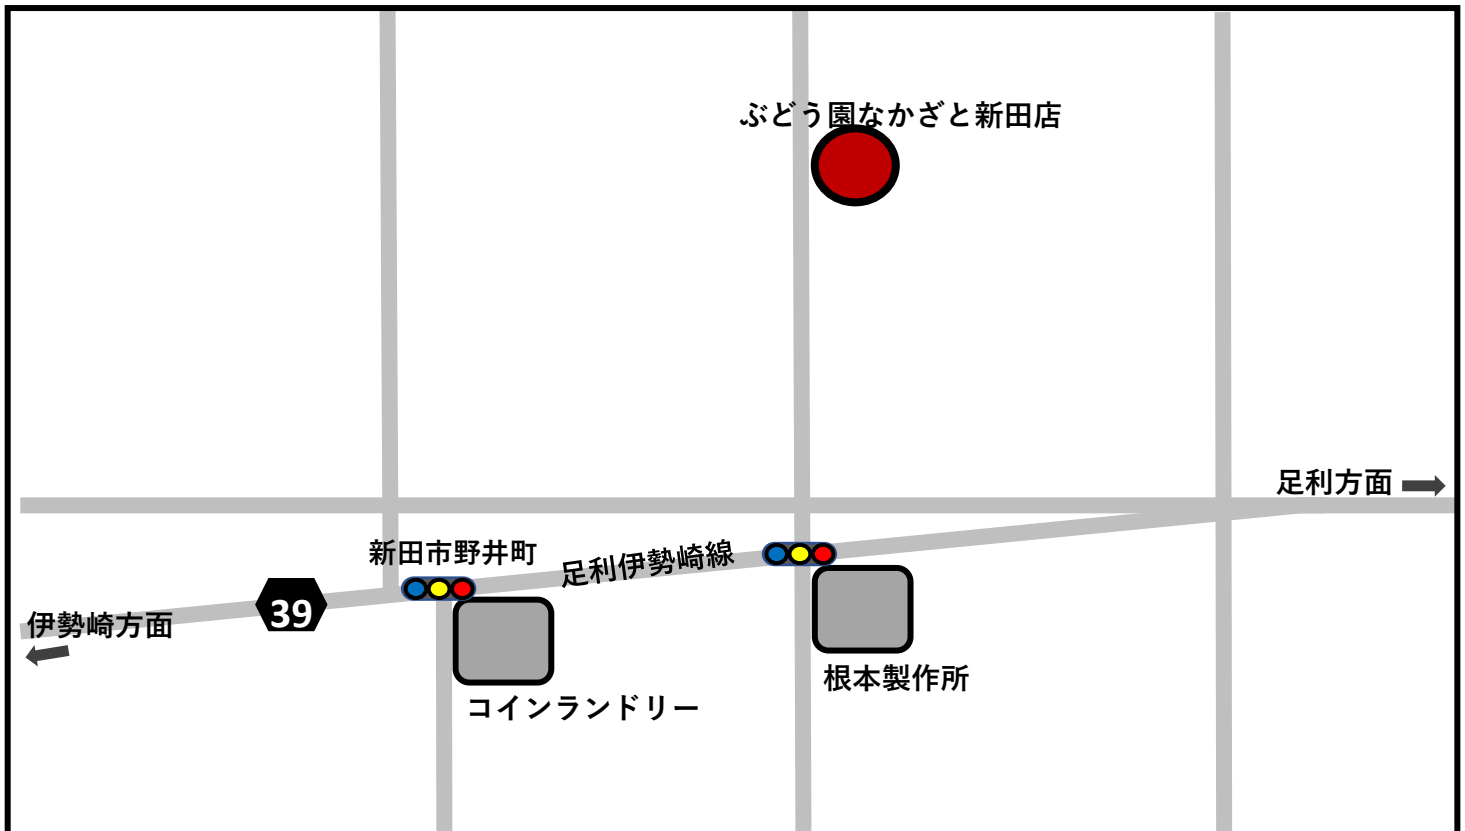 ぶどう園なかざと新田店
足利方面
新田市野井町
足利伊勢崎線
39
伊勢崎方面
根本製作所
コインランドリー